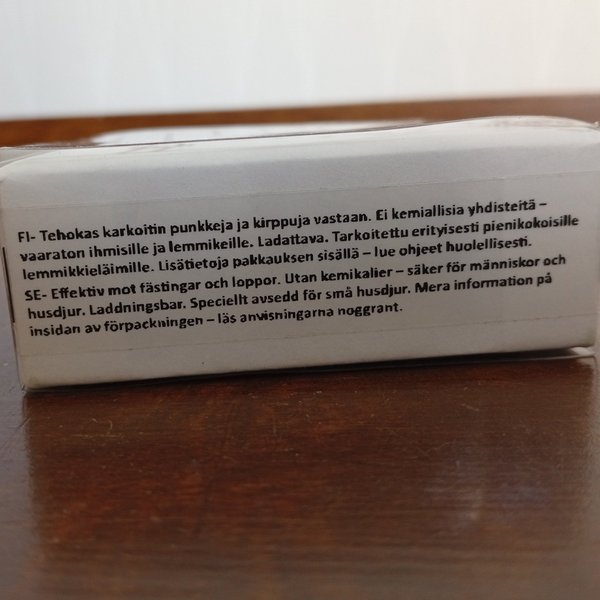 FI- Tehokas karkoitin punkkeja ja kirppuja vastaan. Ei kemiallisia yhdisteitä –
vaaraton ihmisille ja lemmikeille. Ladattava. Tarkoitettu erityisesti pienikokoisille
lemmikkieläimille. Lisätietoja pakkauksen sisällä – lue ohjeet huolellisesti.
SE- Effektiv mot fästingar och loppor. Utan kemikalier – säker för människor och
husdjur. Laddningsbar. Speciellt avsedd för små husdjur. Mera information på
insidan av förpackningen – läs anvisningarna noggrant.